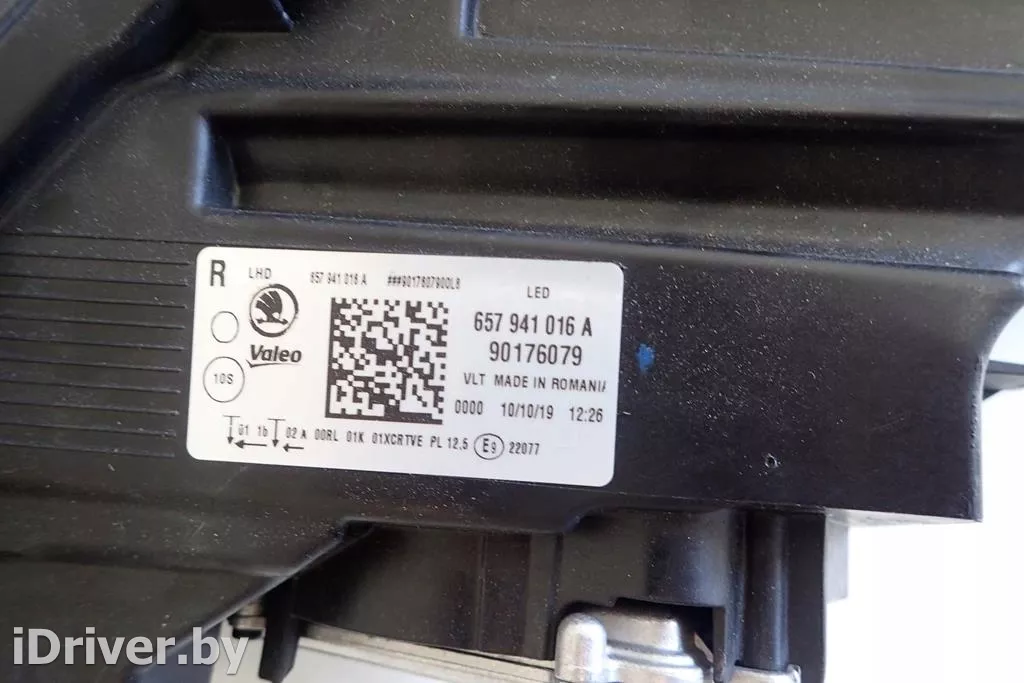 R LHD 657 941 016 A ###9017607900L8
LED
657 941 016 A
Valeo
90176079
10S
VLT MADE IN ROMANIA
0000 10/10/19 12:26
01 1b 02 A 00RL 01K 01XCRTVE PL 12.5 E9 22077
iDriver.by